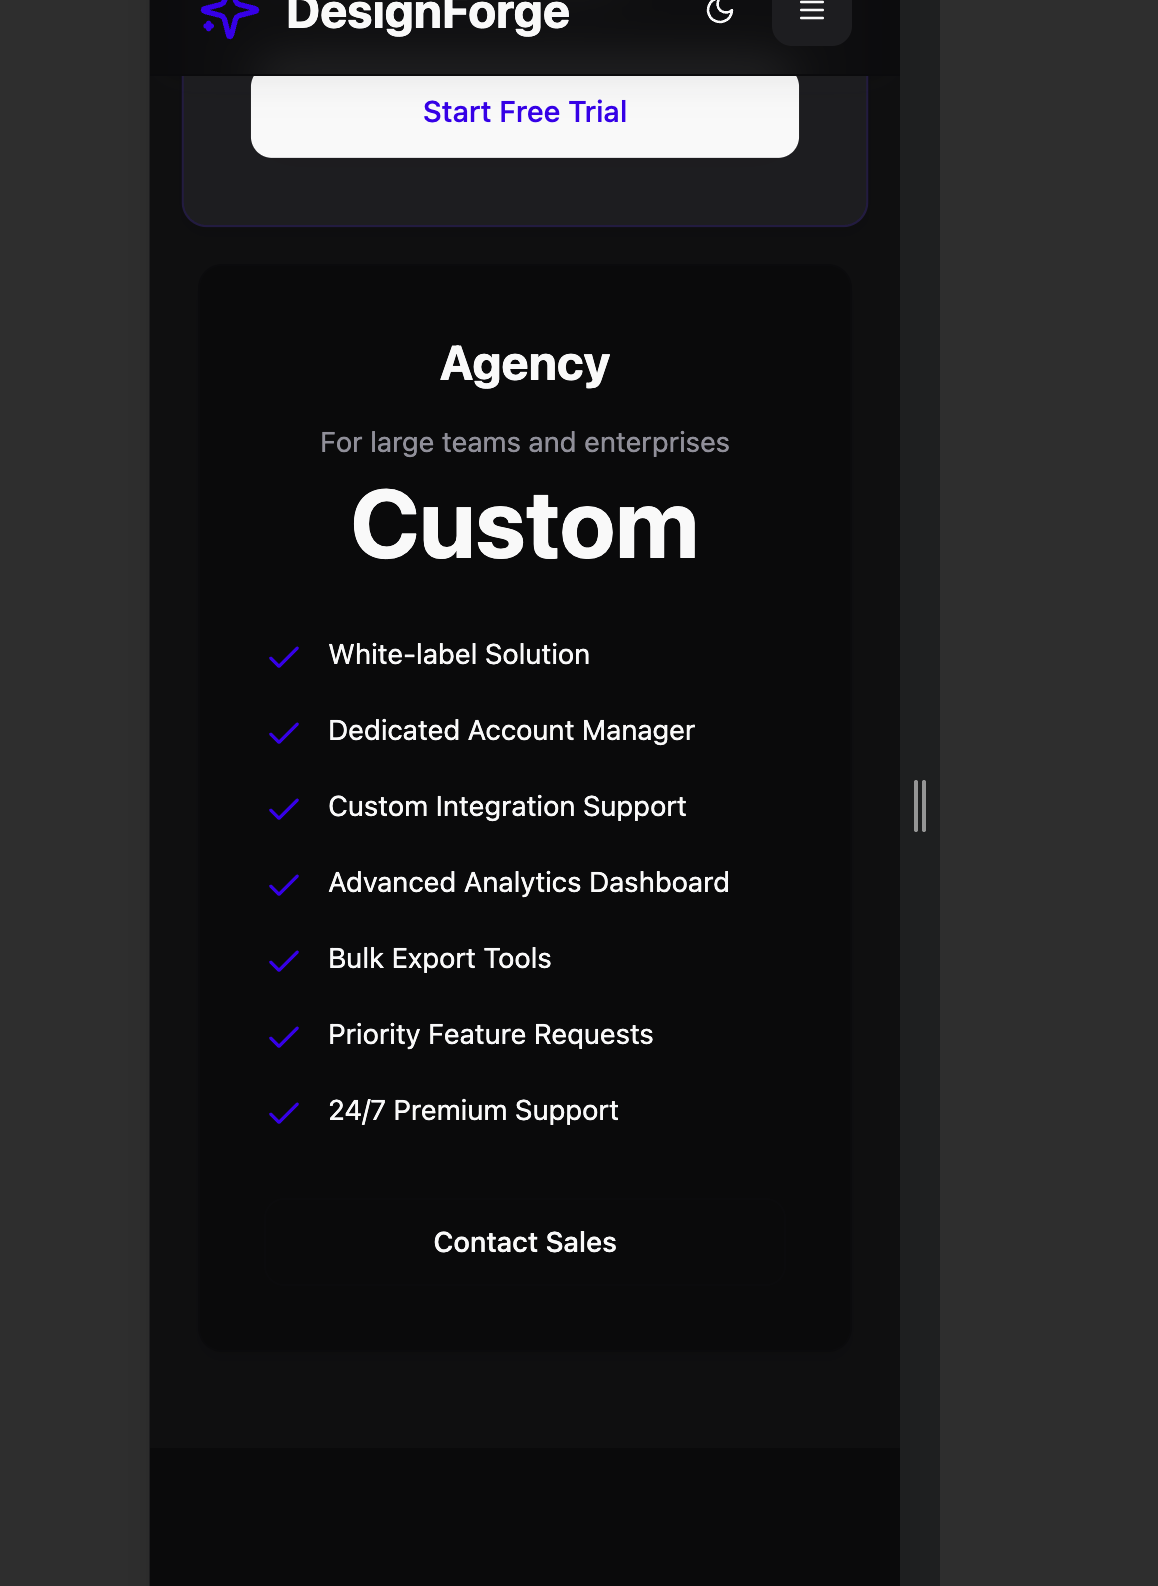 DesignForge
Start Free Trial
Agency
For large teams and enterprises
Custom
White-label Solution
Dedicated Account Manager
Custom Integration Support
Advanced Analytics Dashboard
Bulk Export Tools
Priority Feature Requests
24/7 Premium Support
Contact Sales